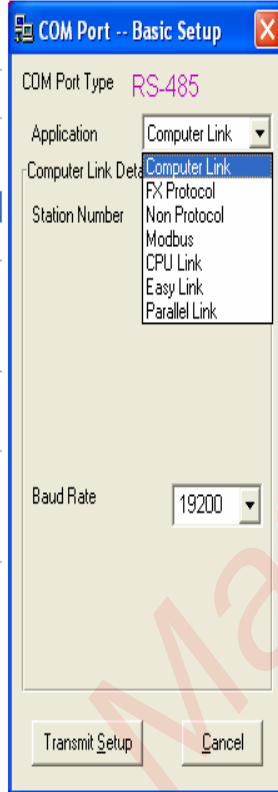 COM Port -- Basic Setup
COM Port Type RS-485
Application Computer Link
Computer Link Deta
Computer Link
FX Protocol
Station Number
Non Protocol
Modbus
CPU Link
Easy Link
Parallel Link
Baud Rate 19200
Transmit Setup Cancel